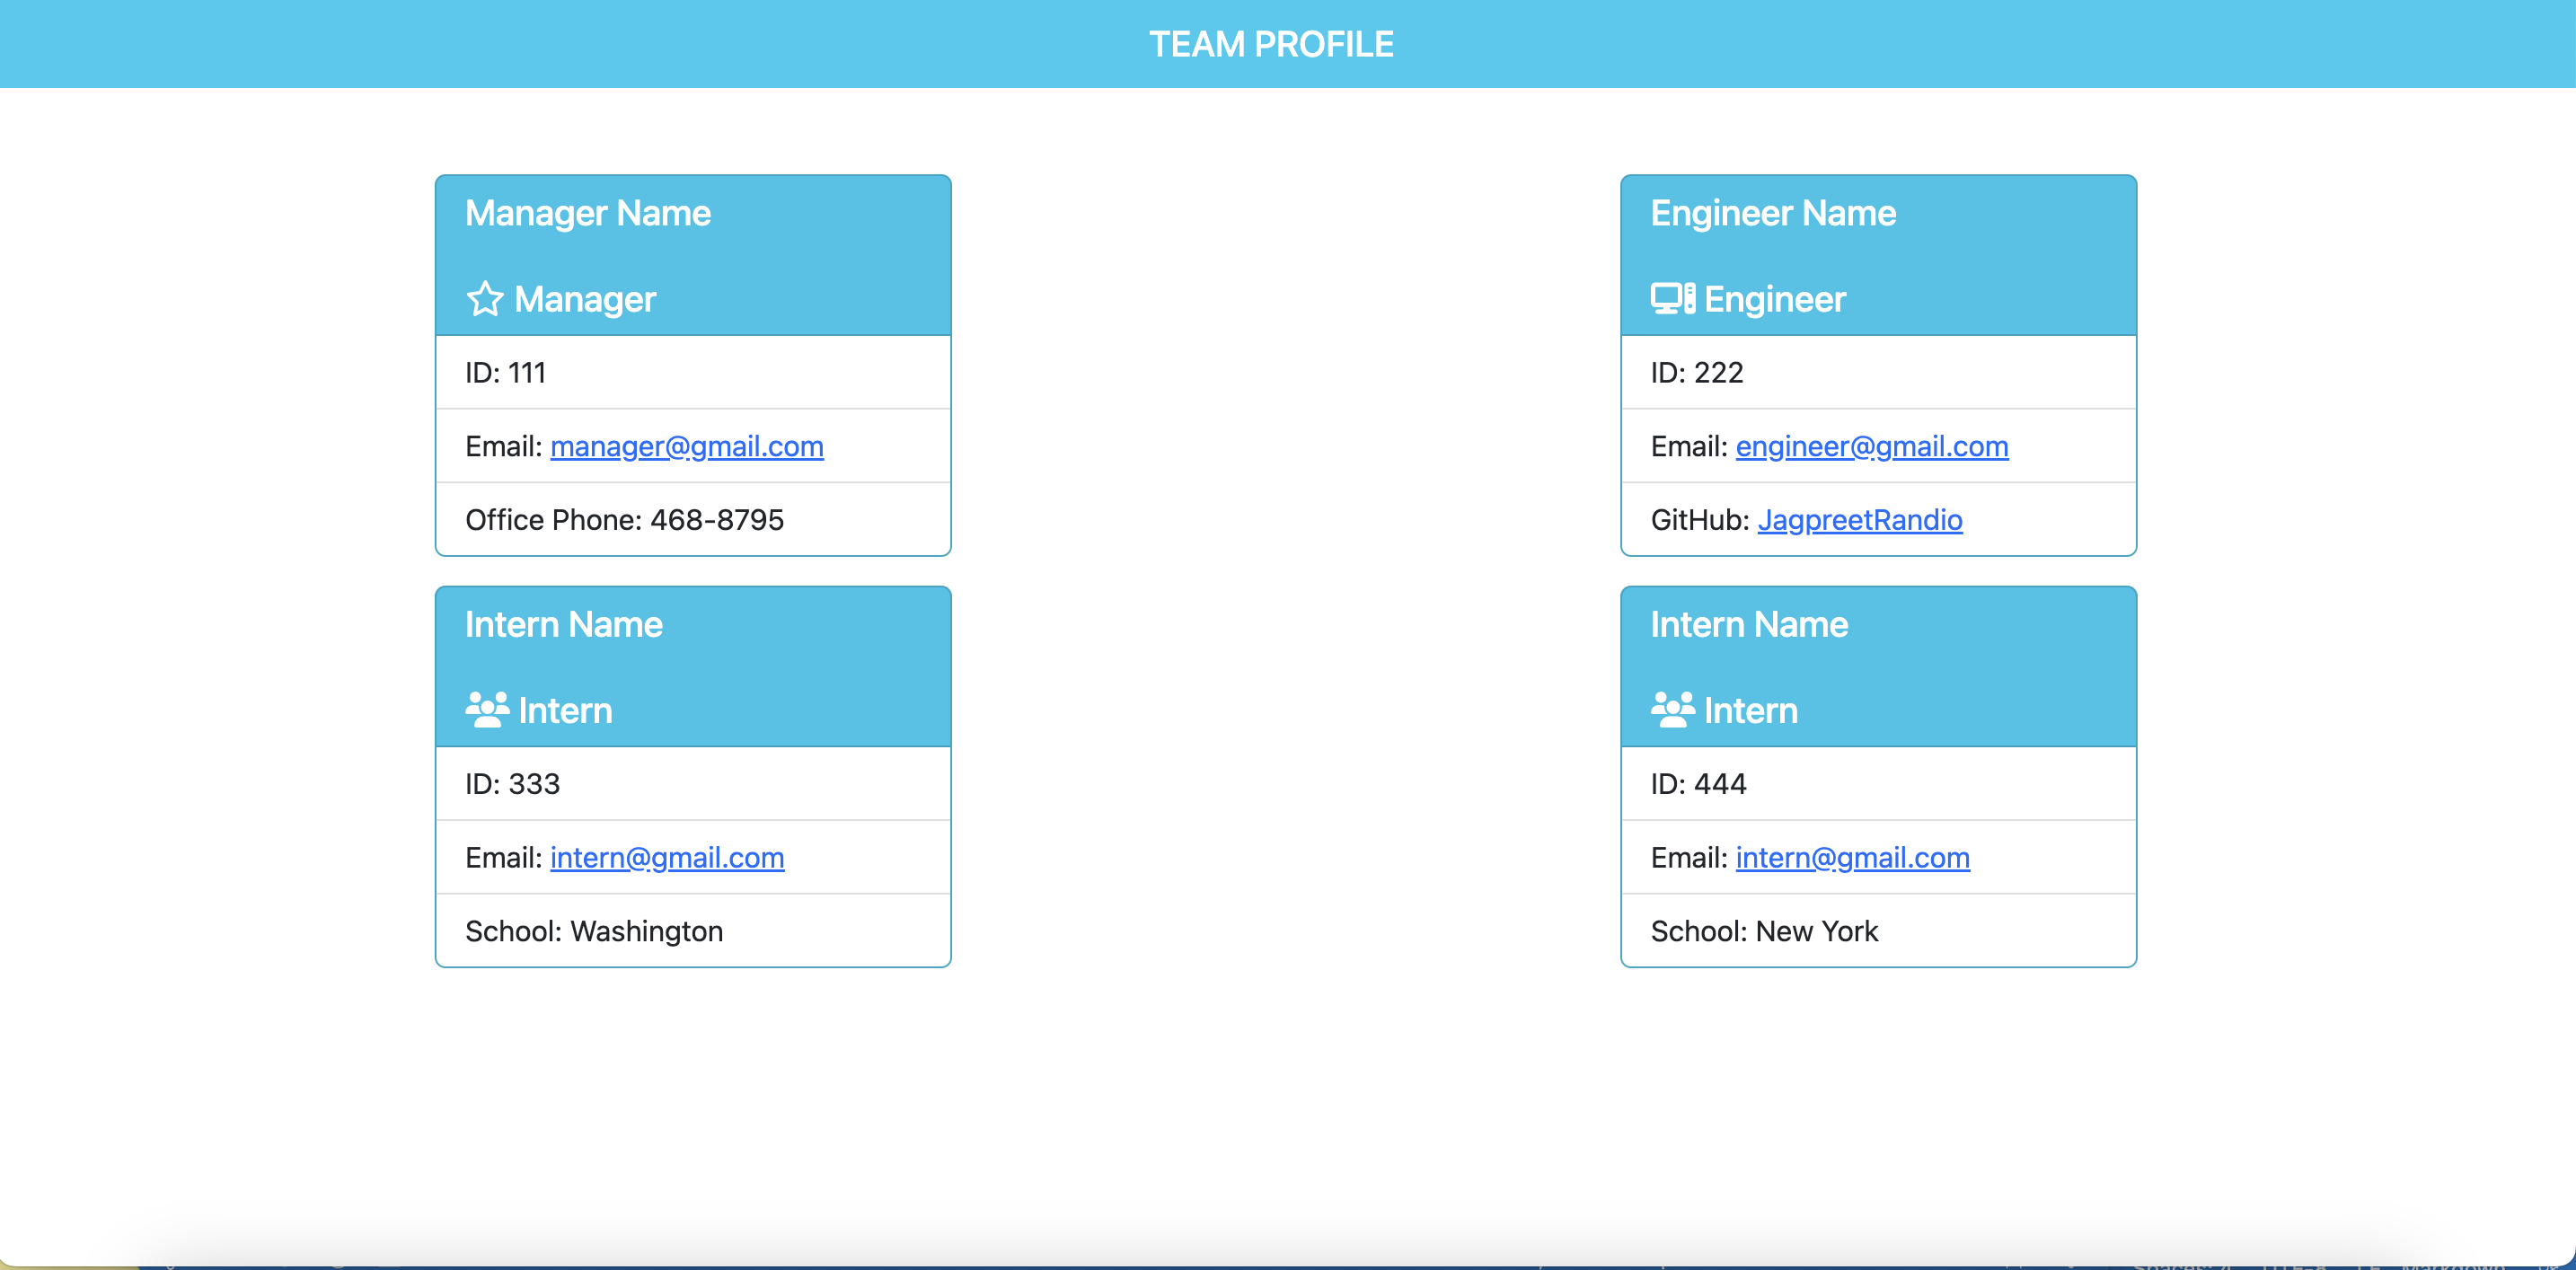 TEAM PROFILE
Manager Name
Manager
ID: 111
Email: manager@gmail.com
Office Phone: 468-8795
Engineer Name
Engineer
ID: 222
Email: engineer@gmail.com
GitHub: JagpreetRandio
Intern Name
Intern
ID: 333
Email: intern@gmail.com
School: Washington
Intern Name
Intern
ID: 444
Email: intern@gmail.com
School: New York